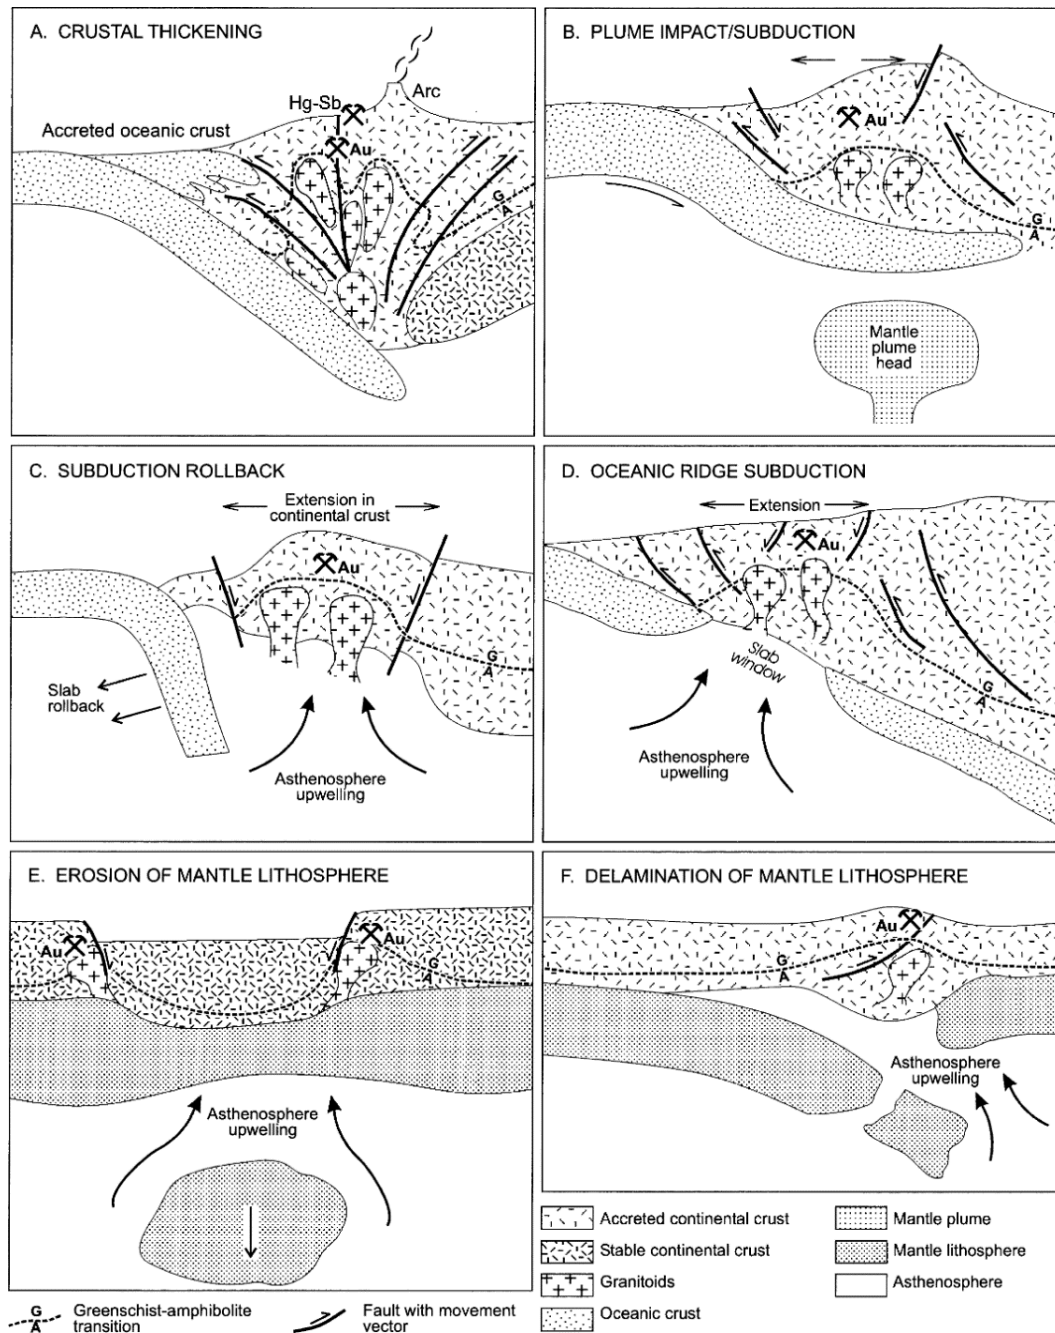 A. CRUSTAL THICKENING
Arc
Hg-Sb
Au
Accreted oceanic crust
G
A
B. PLUME IMPACT/SUBDUCTION
Au
G
A
Mantle
plume
head
C. SUBDUCTION ROLLBACK
Extension in
continental crust
Au
G
A
Slab
rollback
Asthenosphere
upwelling
D. OCEANIC RIDGE SUBDUCTION
Extension
Au
Slab
window
G
A
Asthenosphere
upwelling
E. EROSION OF MANTLE LITHOSPHERE
Au
Au
G
A
Asthenosphere
upwelling
F. DELAMINATION OF MANTLE LITHOSPHERE
Au
G
A
Asthenosphere
upwelling
Accreted continental crust
Stable continental crust
Granitoids
Oceanic crust
Mantle plume
Mantle lithosphere
Asthenosphere
G
A
Greenschist-amphibolite
transition
Fault with movement
vector